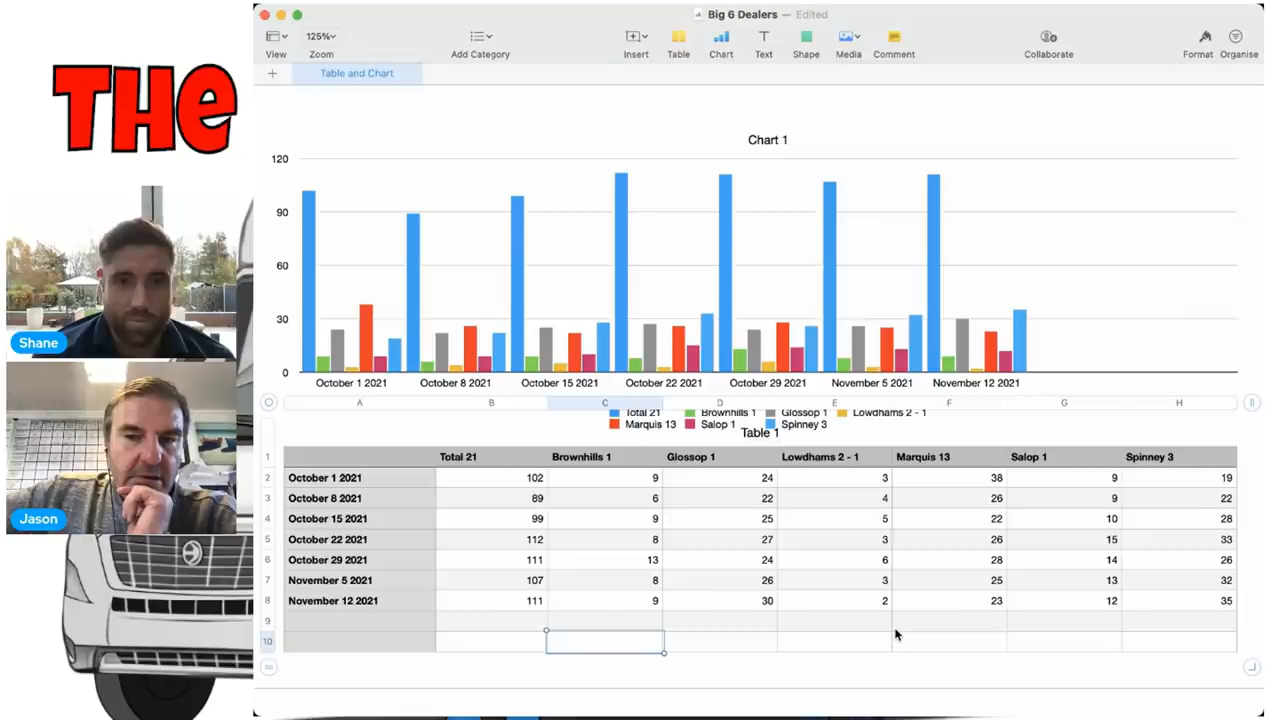 THE
Shane
Jason
Big 6 Dealers — Edited
125%
View
Zoom
Add Category
Insert
Table
Chart
Text
Shape
Media
Comment
Collaborate
Format
Organise
+
Table and Chart
Chart 1
120
90
60
30
0
October 1 2021
October 8 2021
October 15 2021
October 22 2021
October 29 2021
November 5 2021
November 12 2021
A B C D E F G H
Total 21 Brownhills 1 Glossop 1 Lowdhams 2 - 1
Marquis 13 Salop 1 Spinney 3
Table 1
1 Total 21 Brownhills 1 Glossop 1 Lowdhams 2 - 1 Marquis 13 Salop 1 Spinney 3
2 October 1 2021 102 9 24 3 38 9 19
3 October 8 2021 89 6 22 4 26 9 22
4 October 15 2021 99 9 25 5 22 10 28
5 October 22 2021 112 8 27 3 26 15 33
6 October 29 2021 111 13 24 6 28 14 26
7 November 5 2021 107 8 26 3 25 13 32
8 November 12 2021 111 9 30 2 23 12 35
9
10